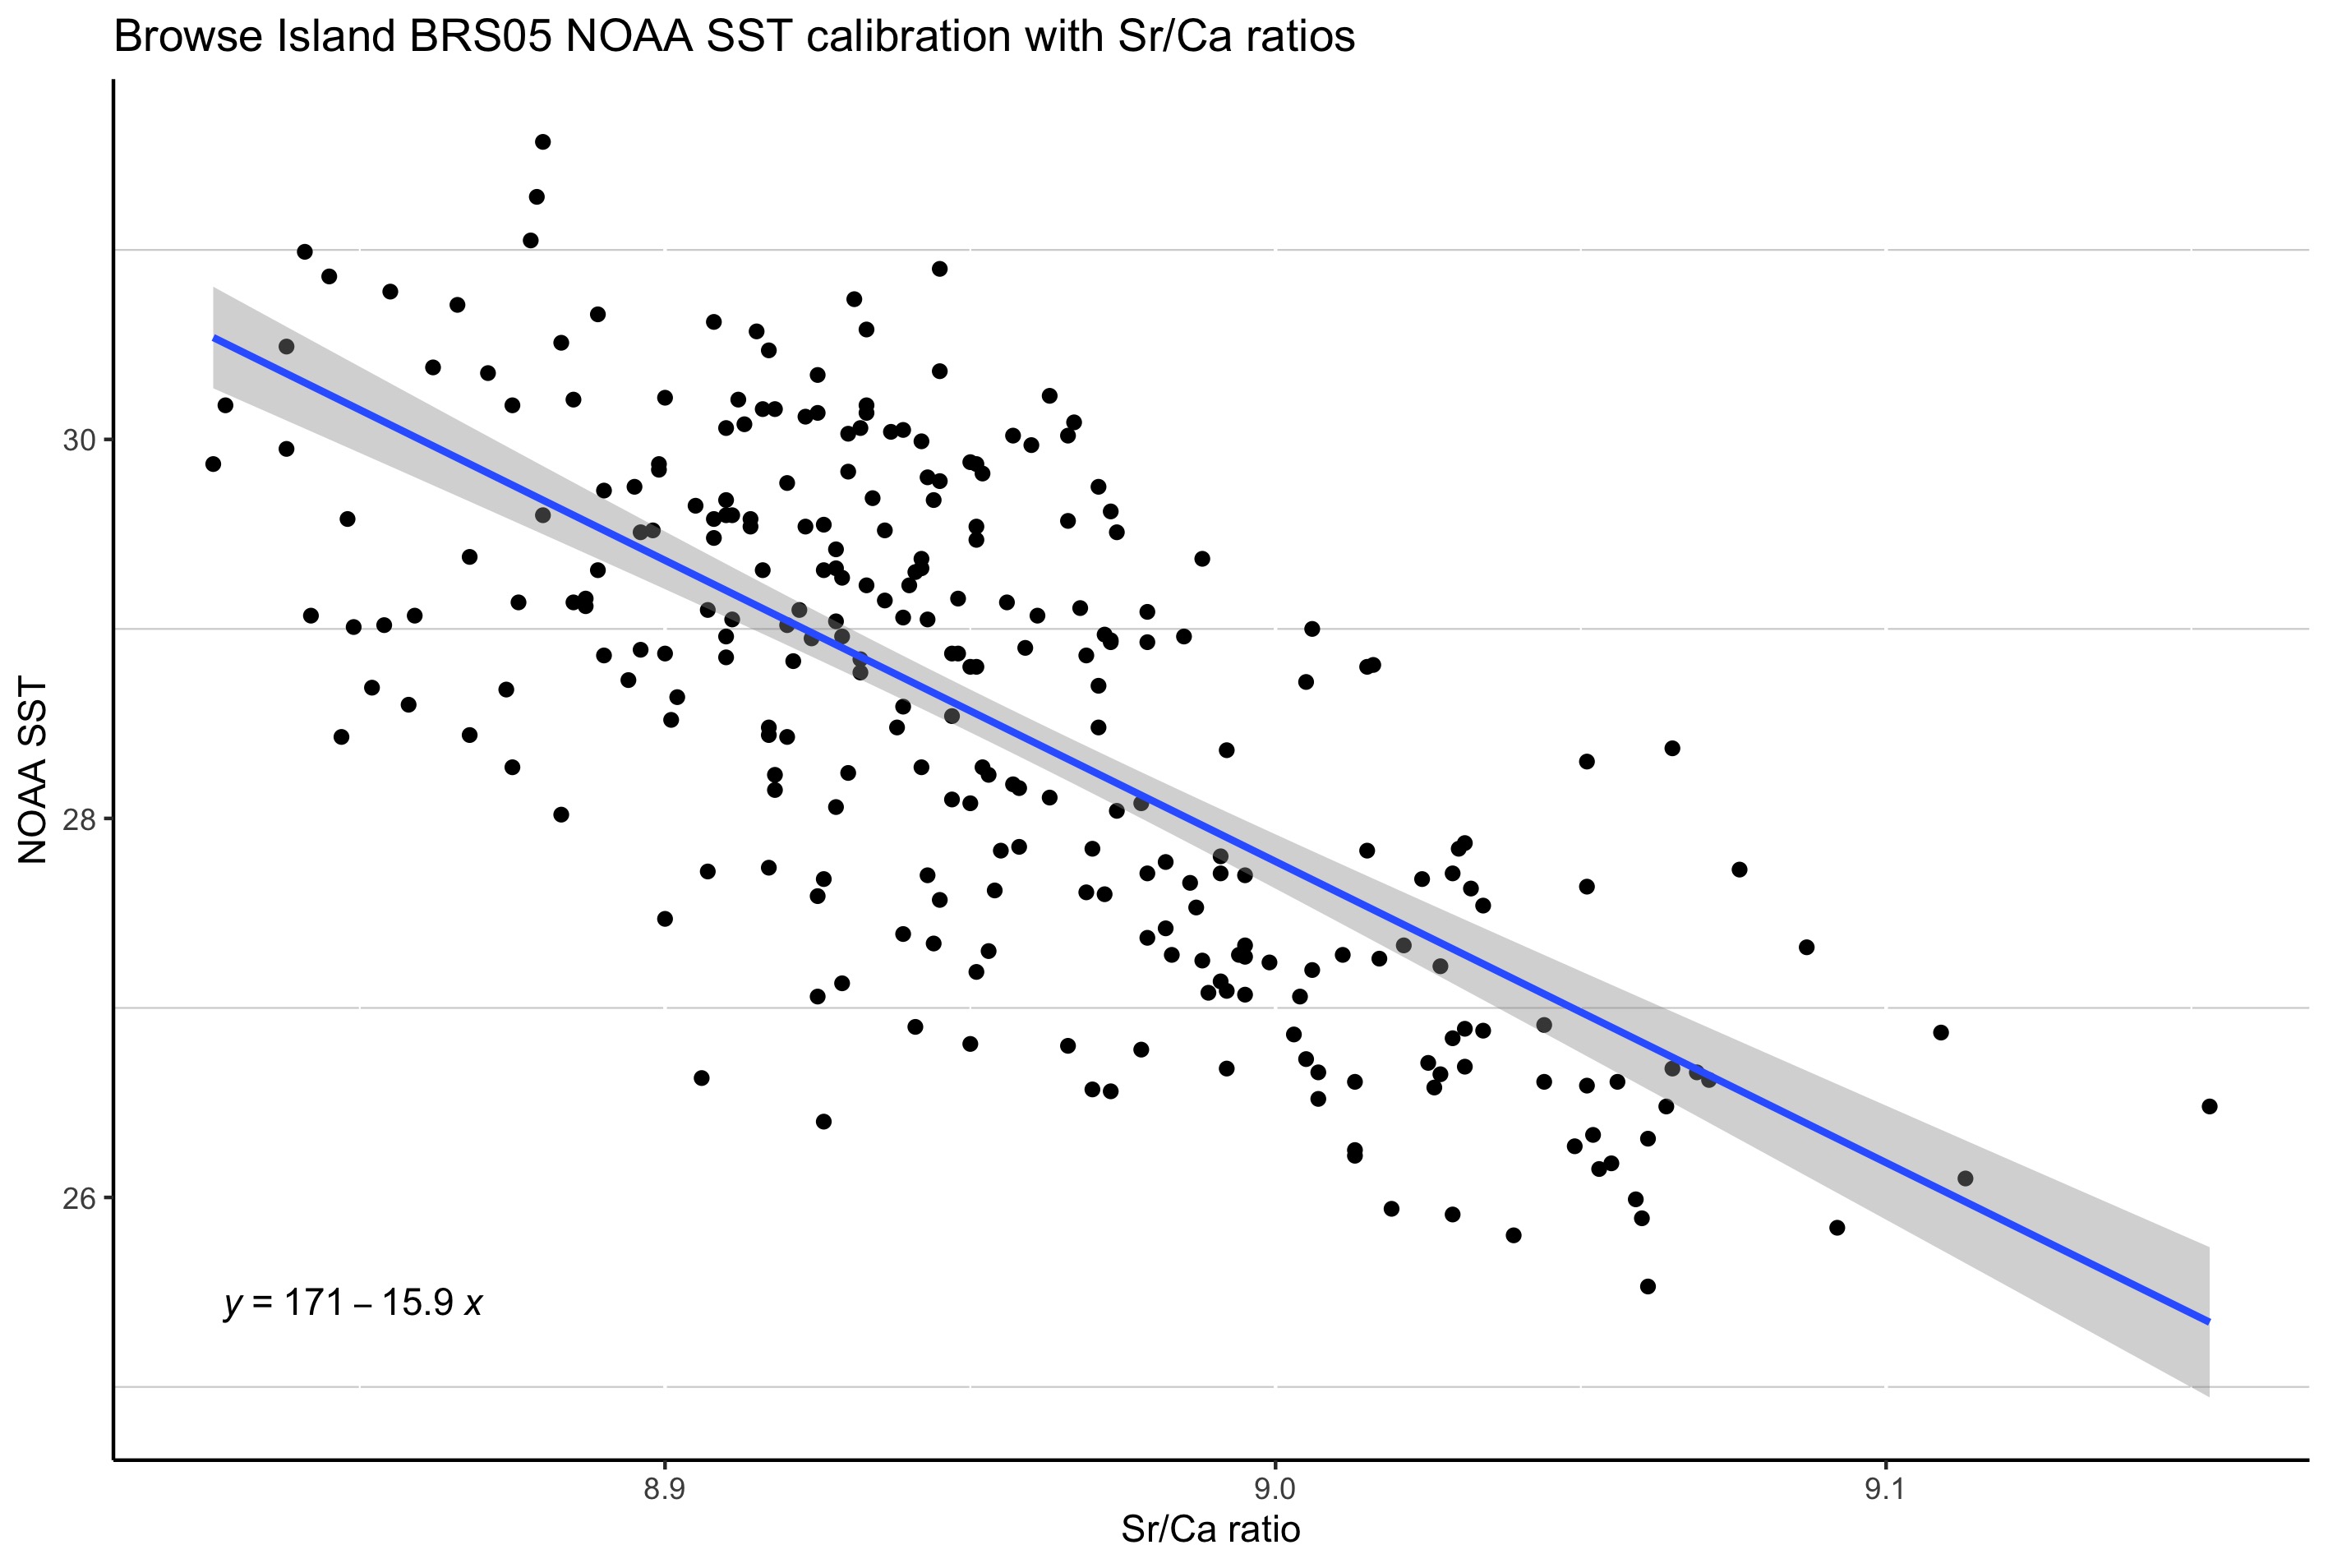 Browse Island BRS05 NOAA SST calibration with Sr/Ca ratios
NOAA SST
30
28
26
y = 171 – 15.9 x
8.9 9.0 9.1
Sr/Ca ratio